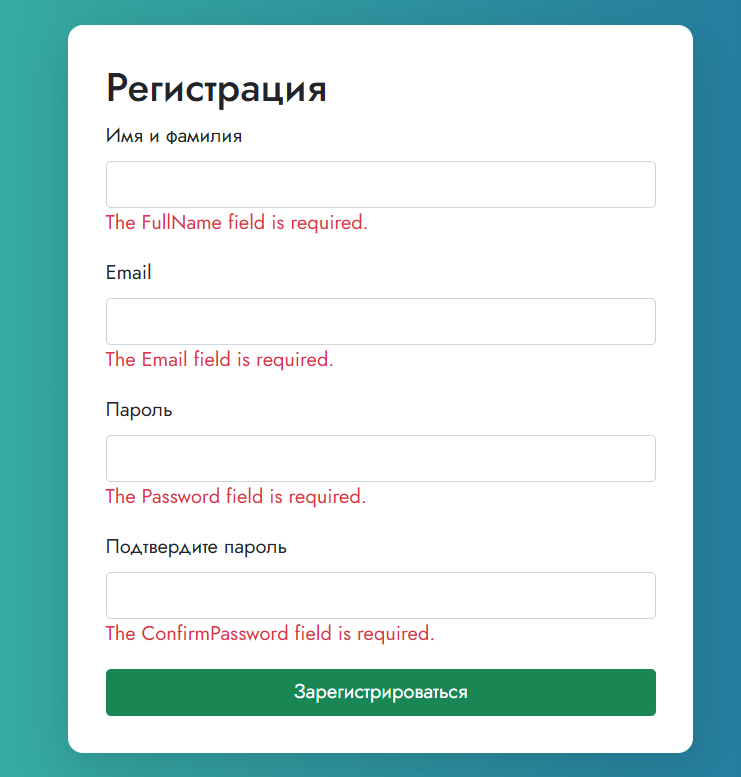 Регистрация
Имя и фамилия
The FullName field is required.
Email
The Email field is required.
Пароль
The Password field is required.
Подтвердите пароль
The ConfirmPassword field is required.
Зарегистрироваться